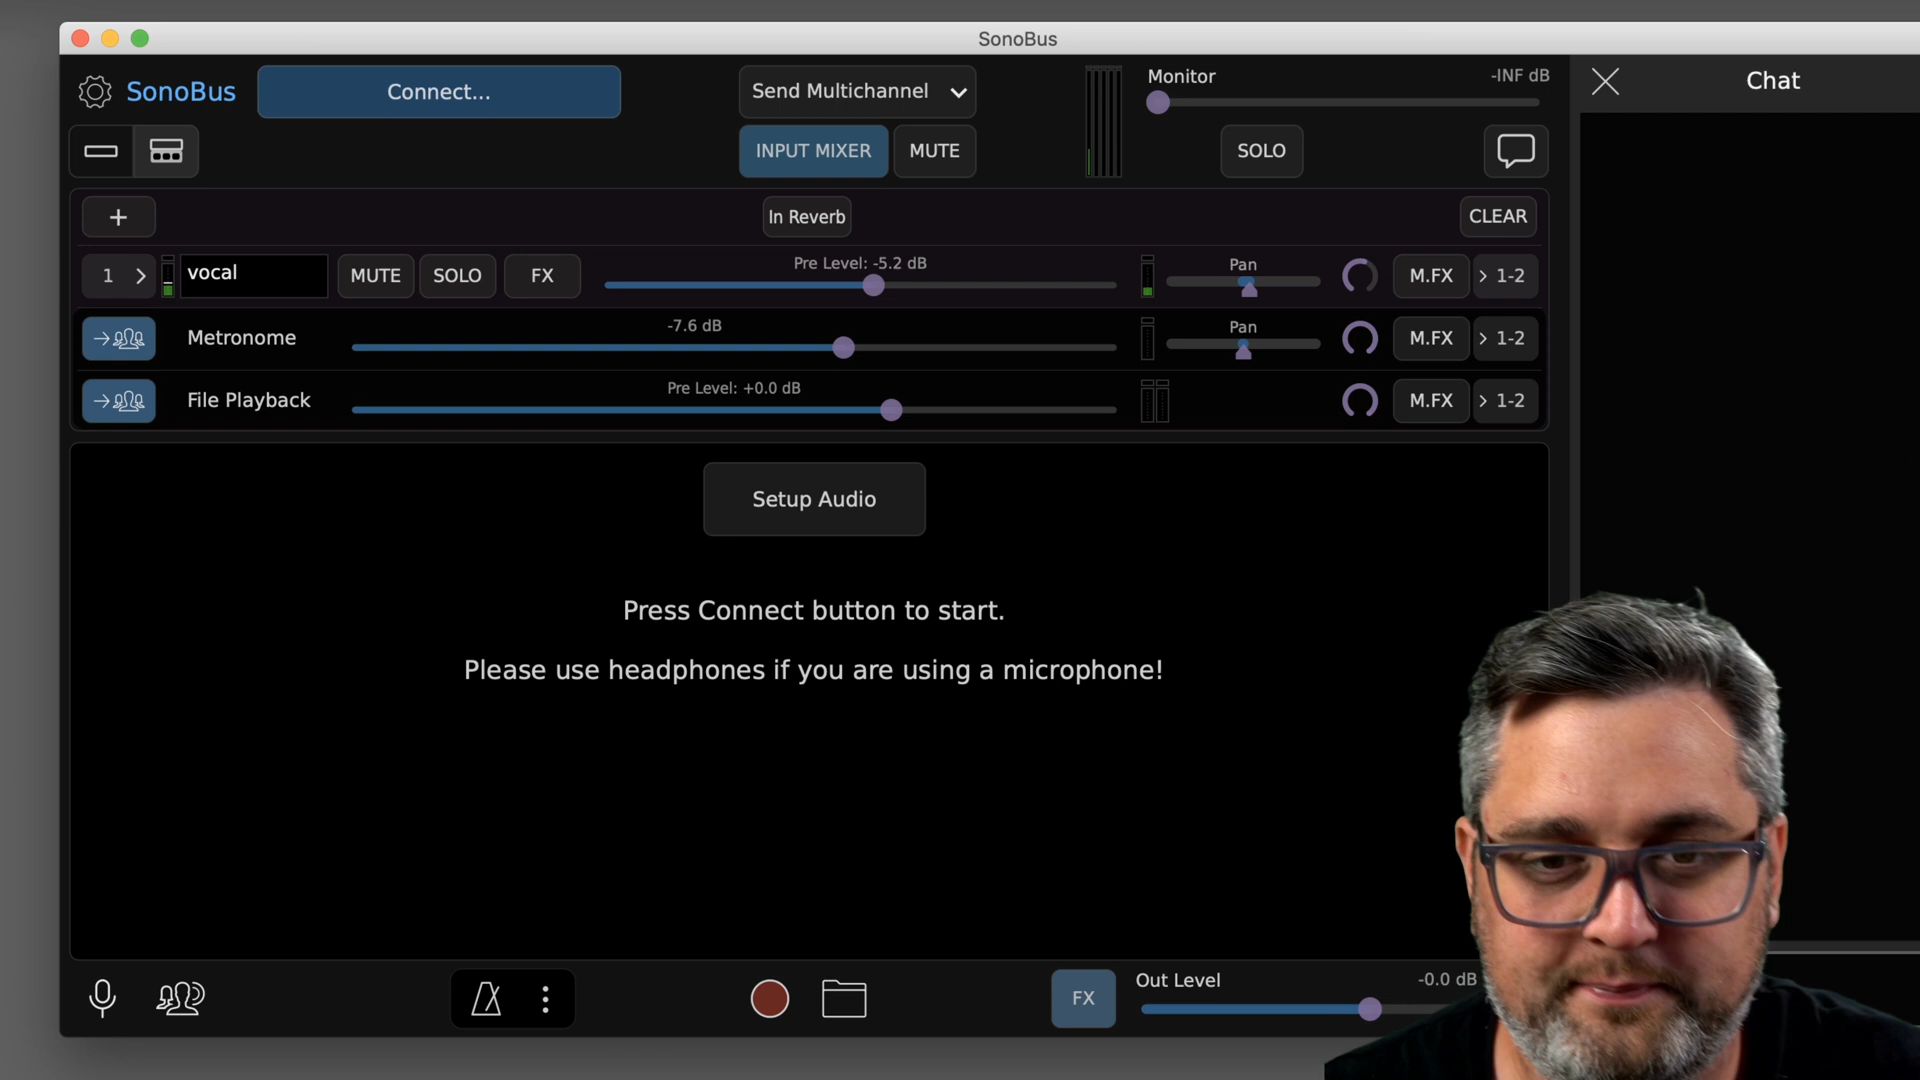 SonoBus
SonoBus
Connect...
Send Multichannel
Monitor
-INF dB
Chat
INPUT MIXER
MUTE
SOLO
+
In Reverb
CLEAR
1 >
vocal
MUTE
SOLO
FX
Pre Level: -5.2 dB
Pan
M.FX
> 1-2
Metronome
-7.6 dB
Pan
M.FX
> 1-2
File Playback
Pre Level: +0.0 dB
M.FX
> 1-2
Setup Audio
Press Connect button to start.
Please use headphones if you are using a microphone!
FX
Out Level
-0.0 dB